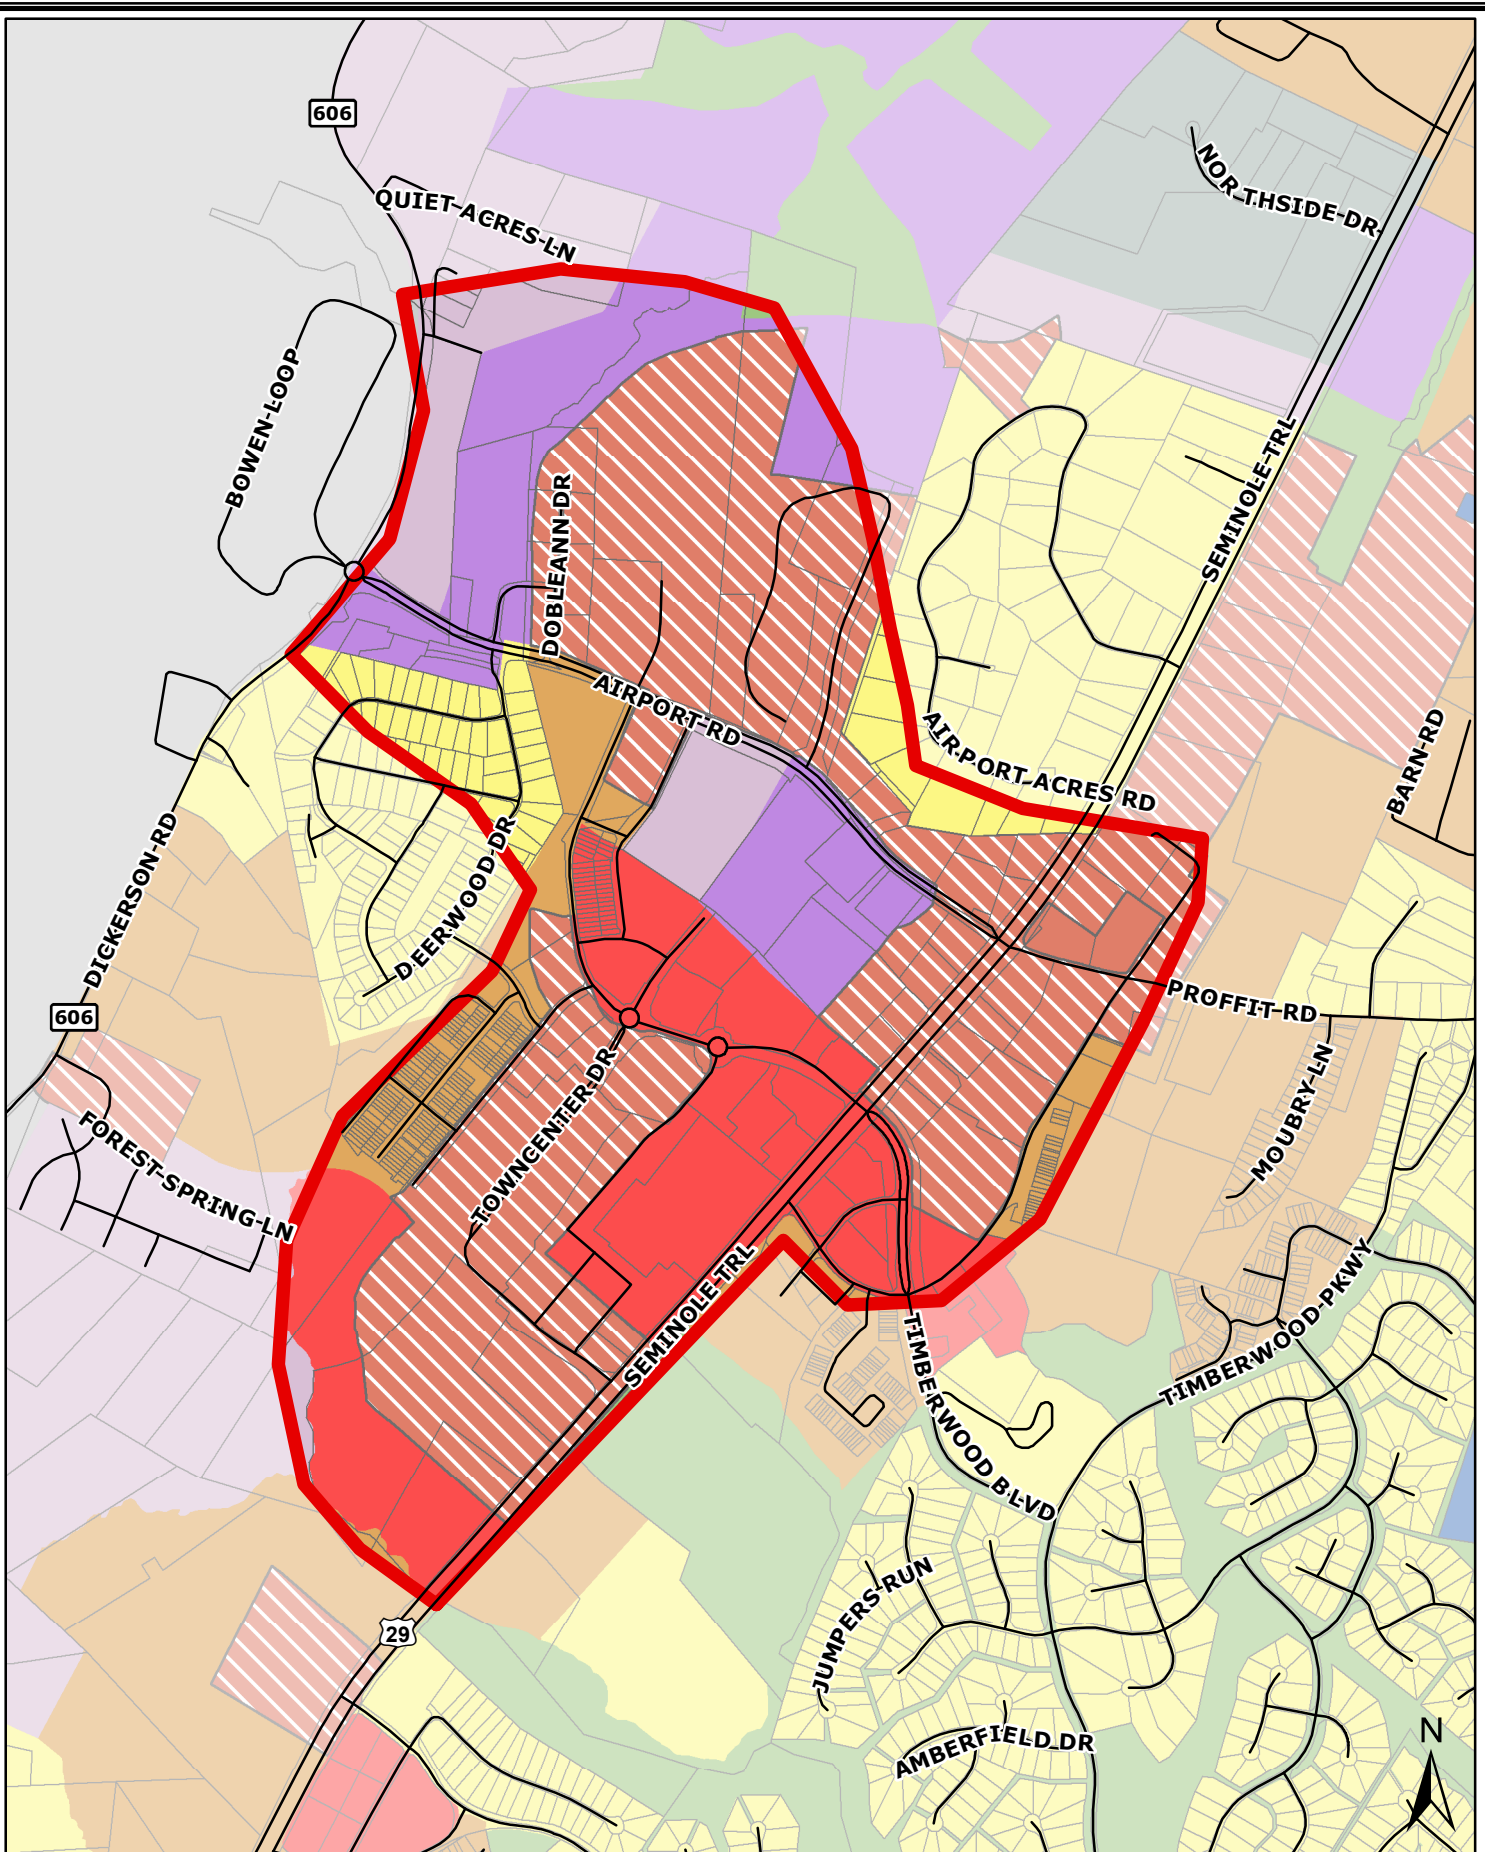 606
NORTHSIDE DR
QUIET ACRES LN
BOWEN LOOP
SEMINOLE TRL
DOBLEANN DR
AIRPORT RD
AIRPORT ACRES RD
BARN RD
DICKERSON RD
DEERWOOD DR
PROFFIT RD
606
MOUBRY LN
FOREST SPRING LN
TOWNCENTER DR
SEMINOLE TRL
TIMBERWOOD PKWY
TIMBERWOOD BLVD
JUMPERS RUN
29
AMBERFIELD DR
N